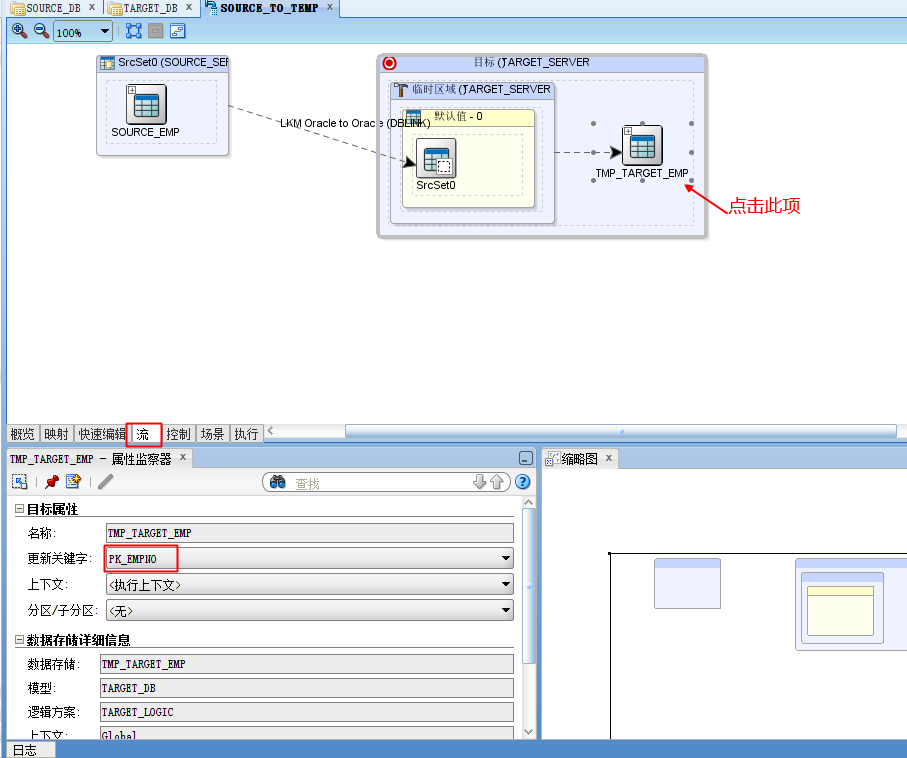 SOURCE_DB x TARGET_DB x SOURCE_TO_TEMP x
100%
SrcSet0 (SOURCE_SER
SOURCE_EMP
LKM Oracle to Oracle (DBLINK)
目标 (TARGET_SERVER
临时区域 (TARGET_SERVER
默认值 - 0
SrcSet0
TMP_TARGET_EMP
点击此项
概览 映射 快速编辑 流 控制 场景 执行
TMP_TARGET_EMP - 属性监察器 x
查找
目标属性
名称: TMP_TARGET_EMP
更新关键字: PK_EMPNO
上下文: <执行上下文>
分区/子分区: <无>
数据存储详细信息
数据存储: TMP_TARGET_EMP
模型: TARGET_DB
逻辑方案: TARGET_LOGIC
上下文: Global
缩略图 x
日志